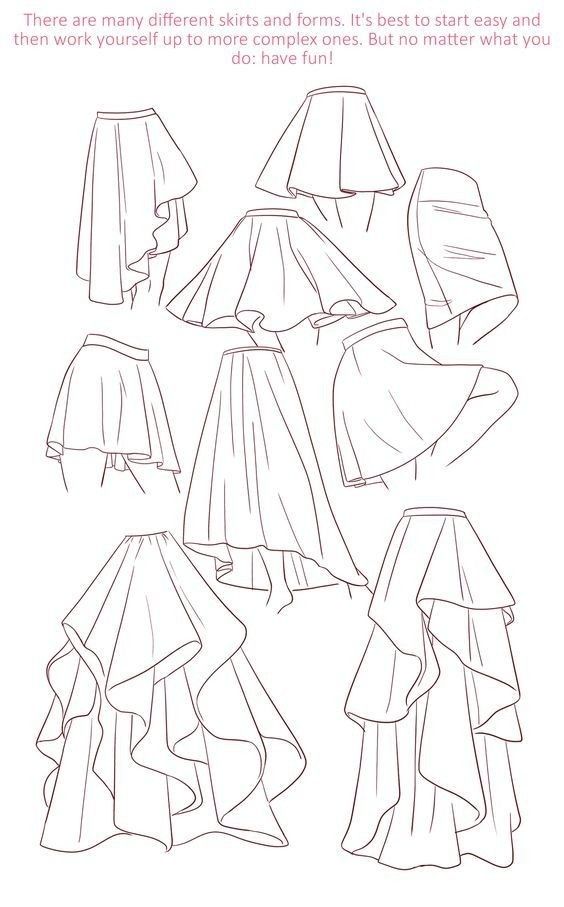 There are many different skirts and forms. It's best to start easy and
then work yourself up to more complex ones. But no matter what you
do: have fun!